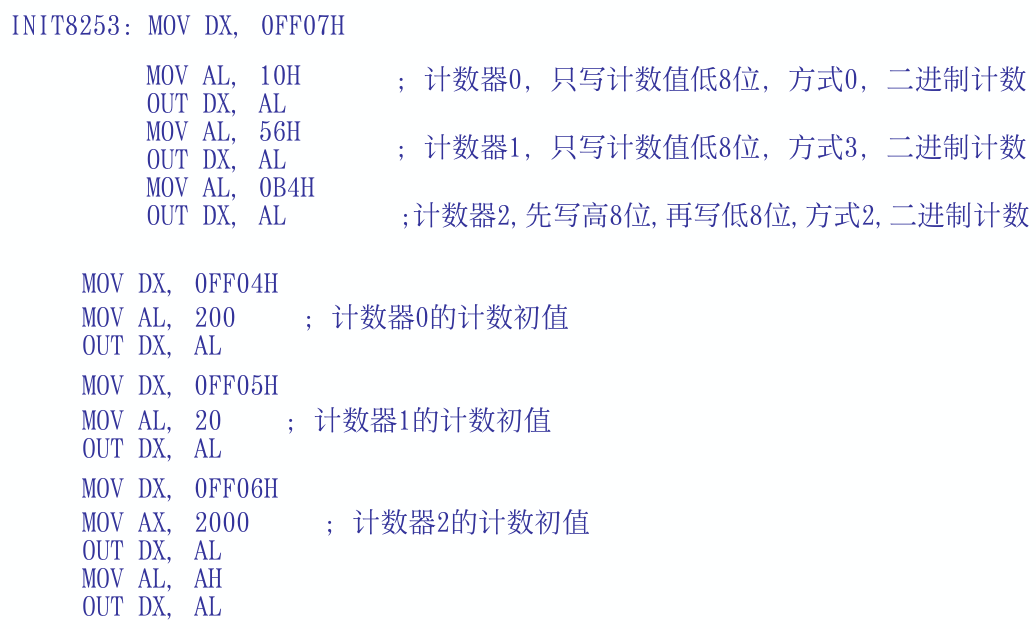 INIT8253: MOV DX, 0FF07H
MOV AL, 10H ; 计数器0, 只写计数值低8位, 方式0, 二进制计数
OUT DX, AL
MOV AL, 56H
OUT DX, AL ; 计数器1, 只写计数值低8位, 方式3, 二进制计数
MOV AL, 0B4H
OUT DX, AL ;计数器2,先写高8位,再写低8位,方式2,二进制计数
MOV DX, 0FF04H
MOV AL, 200 ; 计数器0的计数初值
OUT DX, AL
MOV DX, 0FF05H
MOV AL, 20 ; 计数器1的计数初值
OUT DX, AL
MOV DX, 0FF06H
MOV AX, 2000 ; 计数器2的计数初值
OUT DX, AL
MOV AL, AH
OUT DX, AL